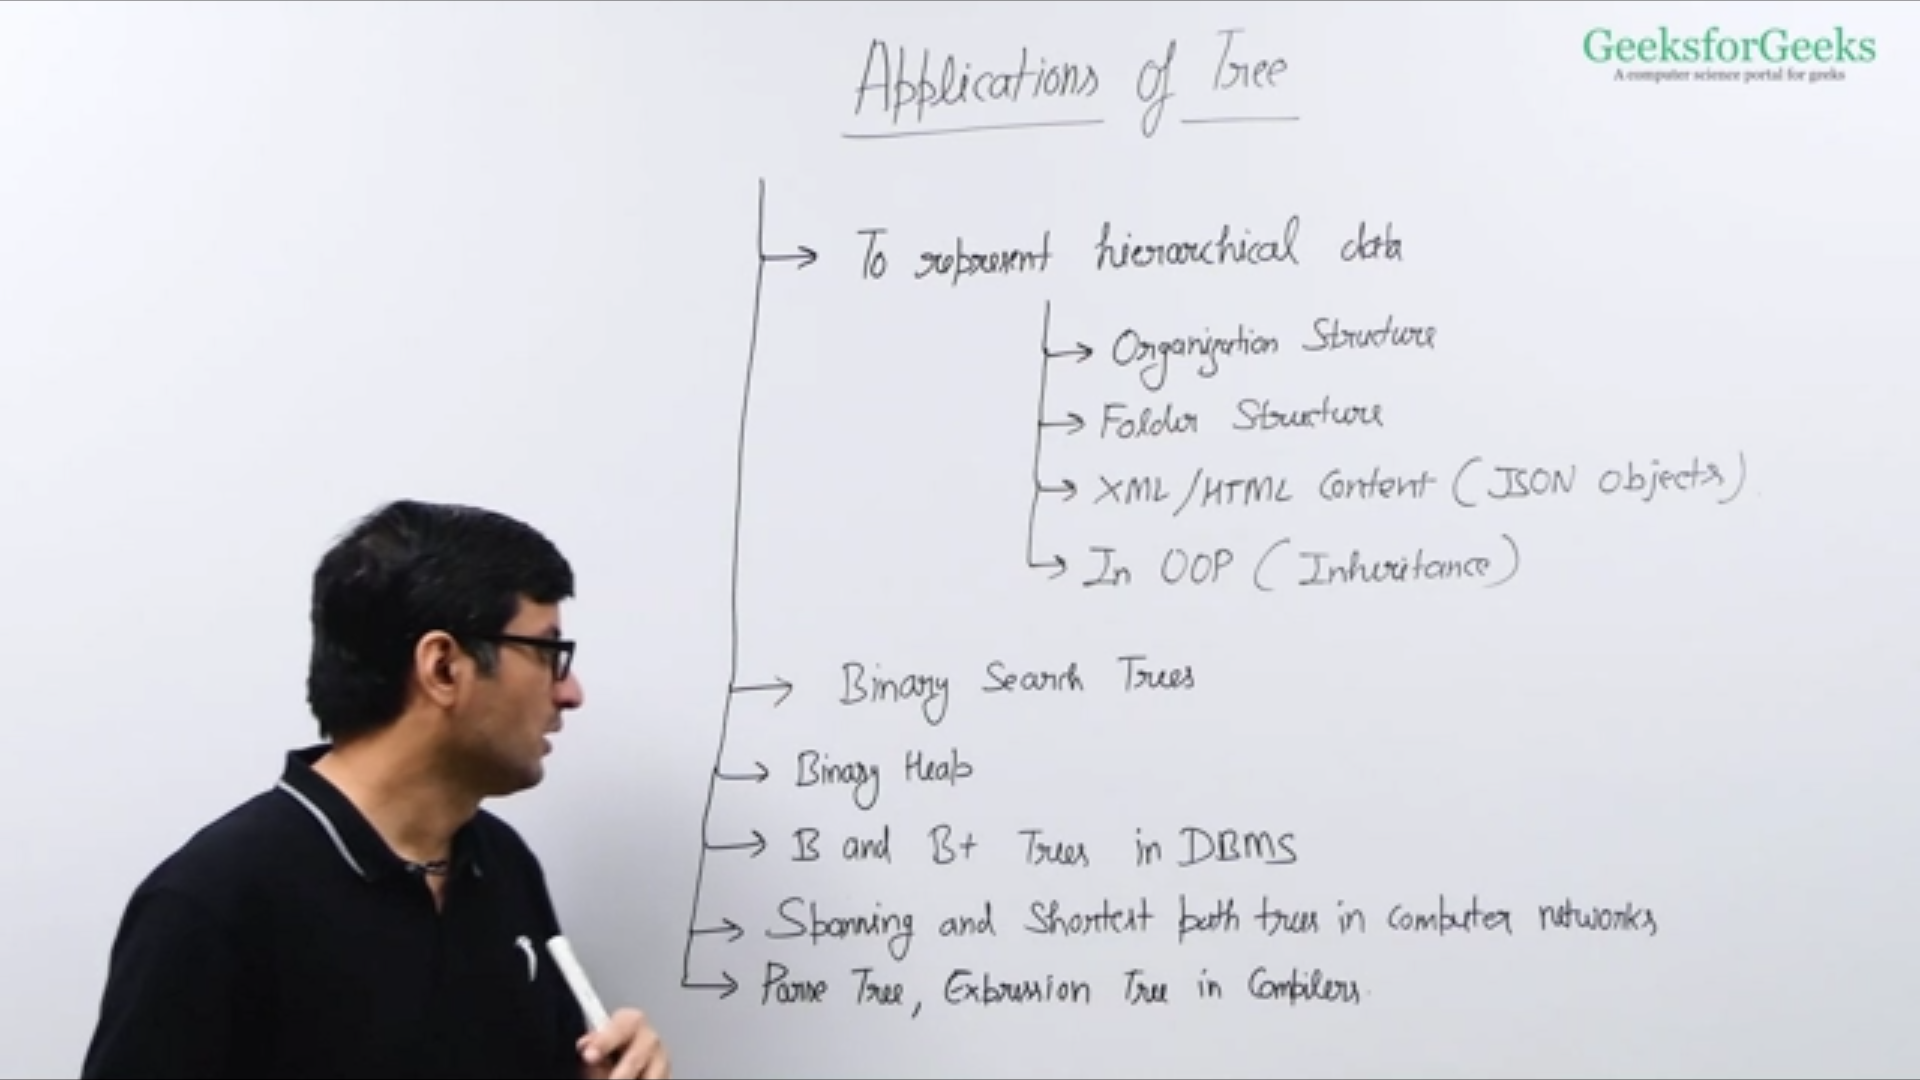 GeeksforGeeks
A computer science portal for geeks
Applications of Tree
To represent hierarchical data
Organization Structure
Folder Structure
XML/HTML Content (JSON Objects)
In OOP (Inheritance)
Binary Search Trees
Binary Heap
B and B+ Trees in DBMS
Spanning and Shortest path trees in computer networks
Parse Tree, Expression Tree in Compilers.